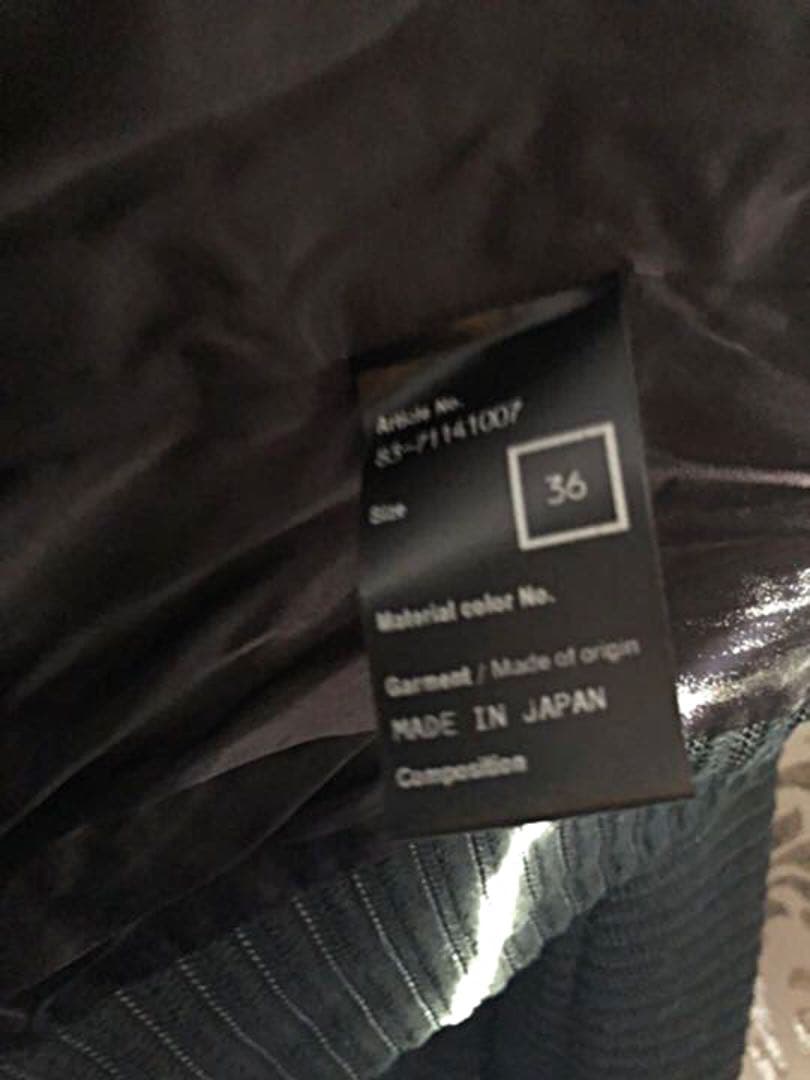 Article No.
83-71141007
Size
36
Material color No.
Garment / Made of origin
MADE IN JAPAN
Composition